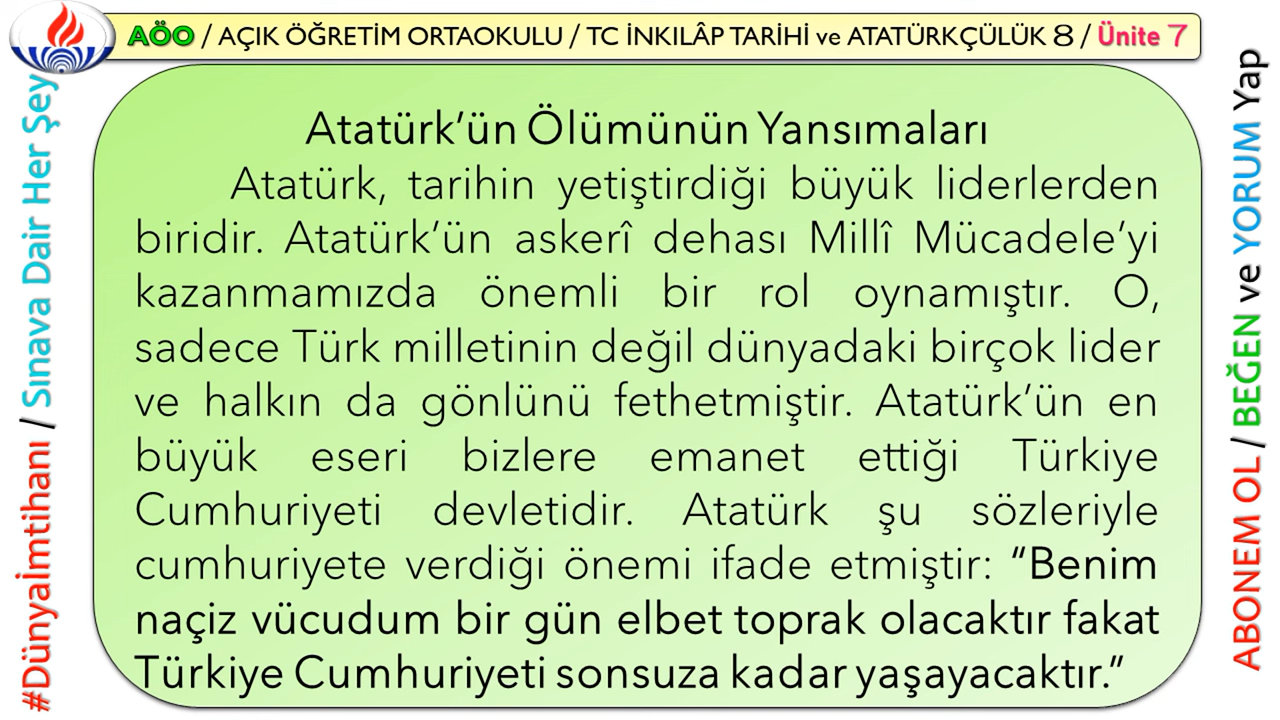 AÖO / AÇIK ÖĞRETİM ORTAOKULU / TC İNKILÂP TARİHİ ve ATATÜRKÇÜLÜK 8 / Ünite 7
#Dünyaİmtihanı / Sınava Dair Her Şey
Atatürk’ün Ölümünün Yansımaları
Atatürk, tarihin yetiştirdiği büyük liderlerden
biridir. Atatürk’ün askerî dehası Millî Mücadele’yi
kazanmamızda önemli bir rol oynamıştır. O,
sadece Türk milletinin değil dünyadaki birçok lider
ve halkın da gönlünü fethetmiştir. Atatürk’ün en
büyük eseri bizlere emanet ettiği Türkiye
Cumhuriyeti devletidir. Atatürk şu sözleriyle
cumhuriyete verdiği önemi ifade etmiştir: “Benim
naçiz vücudum bir gün elbet toprak olacaktır fakat
Türkiye Cumhuriyeti sonsuza kadar yaşayacaktır.”
ABONEM OL / BEĞEN ve YORUM Yap